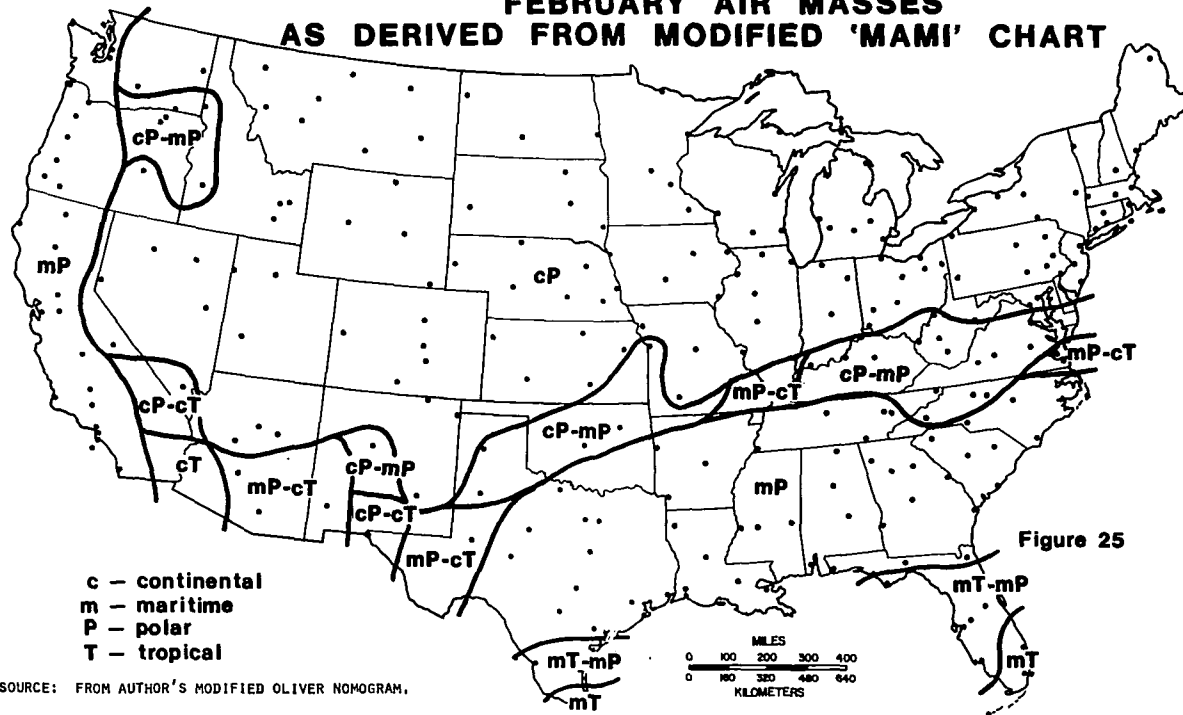 FEBRUARY AIR MASSES
AS DERIVED FROM MODIFIED 'MAMI' CHART
cP-mP
mP
cP
mP-cT
mP-cT
cP-mP
cP-cT
cP-mP
cT
cP-mP
mP-cT
mP
cP-cT
Figure 25
mP-cT
mT-mP
c — continental
m — maritime
P — polar
T — tropical
MILES
0 100 200 300 400
0 160 320 480 640
KILOMETERS
mT-mP
mT
mT
SOURCE: FROM AUTHOR'S MODIFIED OLIVER NOMOGRAM.